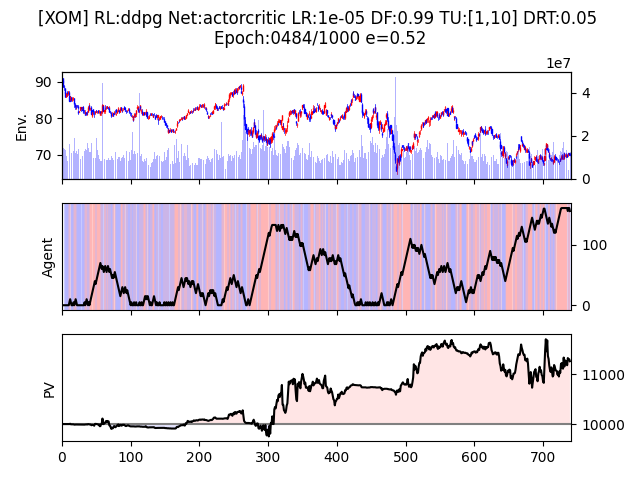 [XOM] RL:ddpg Net:actorcritic LR:1e-05 DF:0.99 TU:[1,10] DRT:0.05
Epoch:0484/1000 e=0.52
1e7
90
80
70
Env.
4
2
0
Agent
100
0
PV
11000
10000
0 100 200 300 400 500 600 700